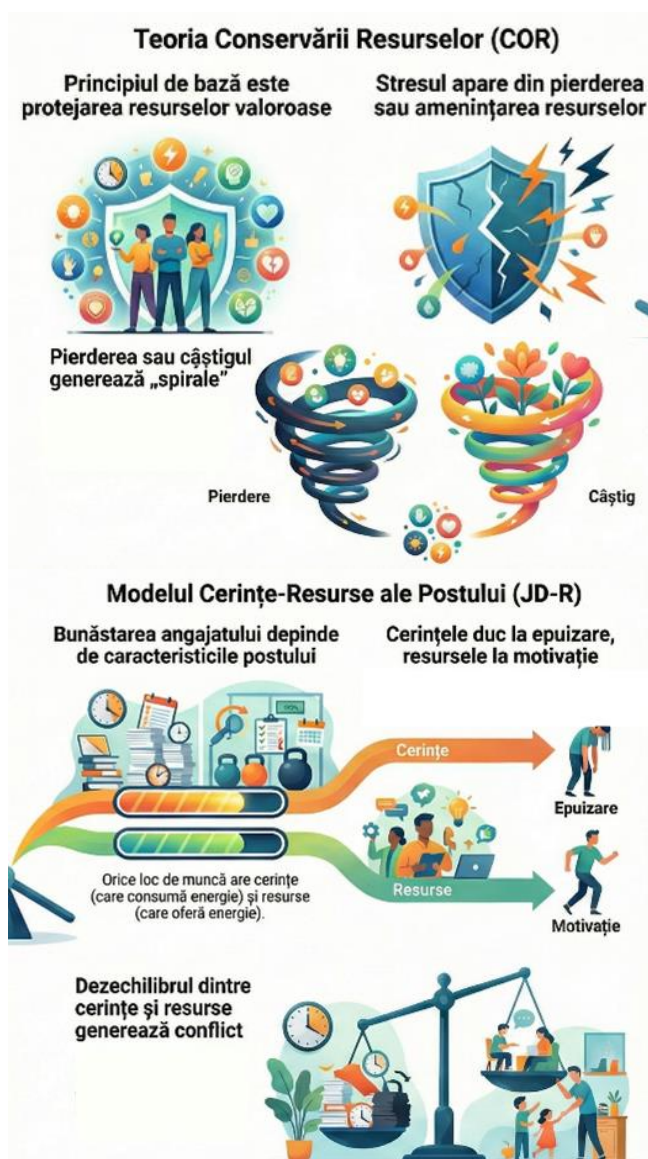 Teoria Conservării Resurselor (COR)
Principiul de bază este
protejarea resurselor valoroase
Stresul apare din pierderea
sau amenințarea resurselor
Pierderea sau câștigul
generează „spirale”
Pierdere
Câștig
Modelul Cerințe-Resurse ale Postului (JD-R)
Bunăstarea angajatului depinde
de caracteristicile postului
Cerințele duc la epuizare,
resursele la motivație
Cerințe
Epuizare
Orice loc de muncă are cerințe
(care consumă energie) și resurse
(care oferă energie).
Resurse
Motivație
Dezechilibrul dintre
cerințe și resurse
generează conflict